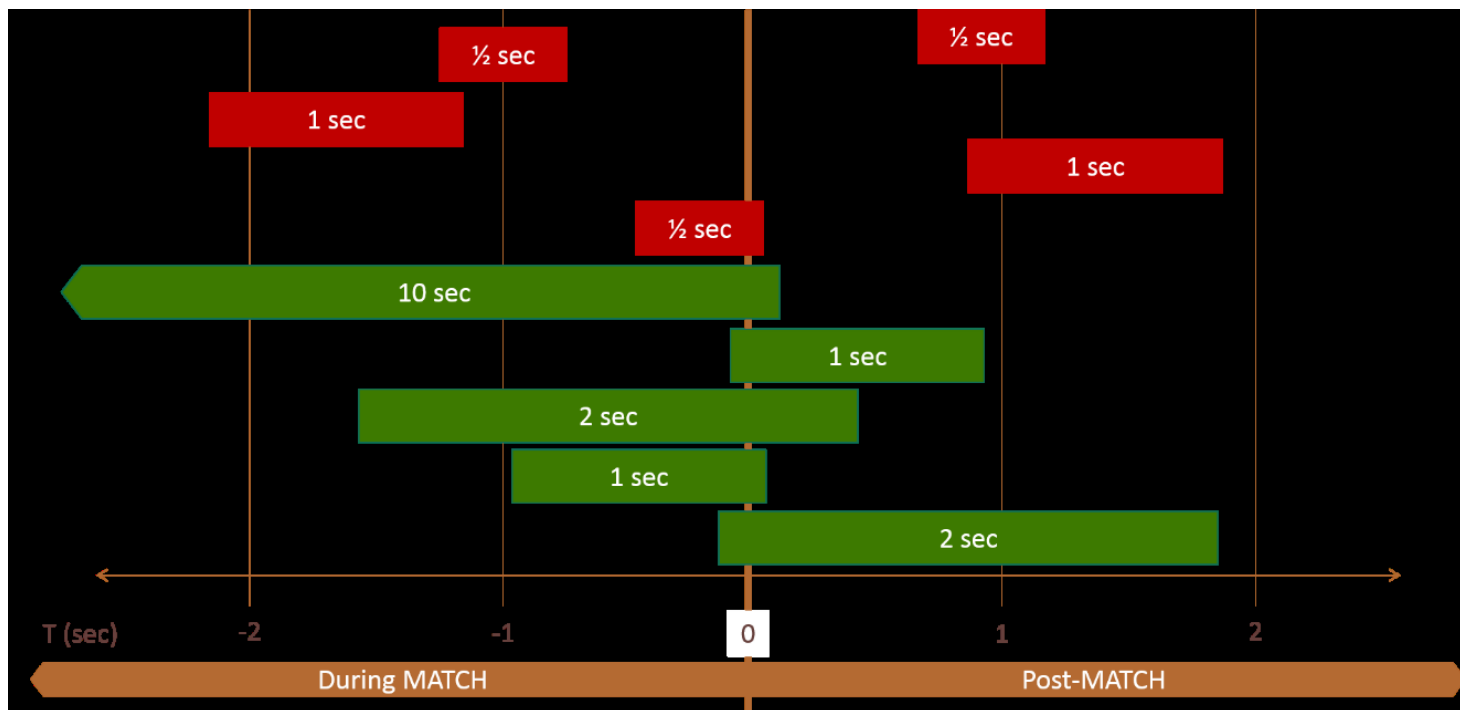 ½ sec
½ sec
1 sec
1 sec
½ sec
10 sec
1 sec
2 sec
1 sec
2 sec
T (sec) -2 -1 0 1 2
During MATCH Post-MATCH